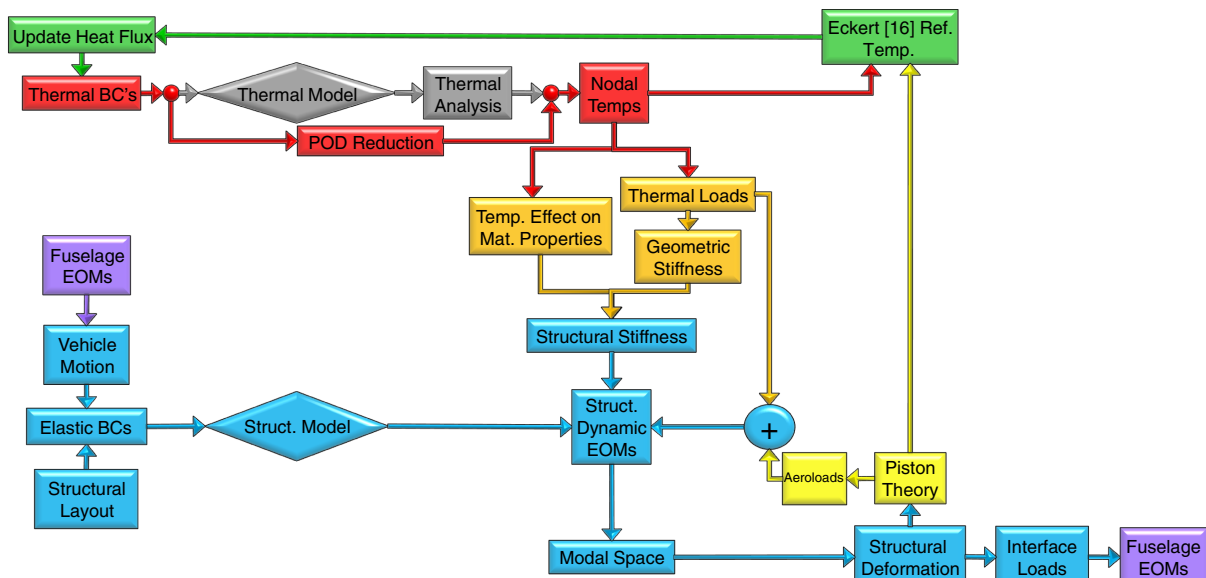 Update Heat Flux
Eckert [16] Ref.
Temp.
Thermal BC's
Thermal Model
Thermal
Analysis
Nodal
Temps
POD Reduction
Temp. Effect on
Mat. Properties
Thermal Loads
Geometric
Stiffness
Fuselage
EOMs
Vehicle
Motion
Structural Stiffness
Elastic BCs
Struct. Model
Struct.
Dynamic
EOMs
+
Aeroloads
Piston
Theory
Structural
Layout
Modal Space
Structural
Deformation
Interface
Loads
Fuselage
EOMs